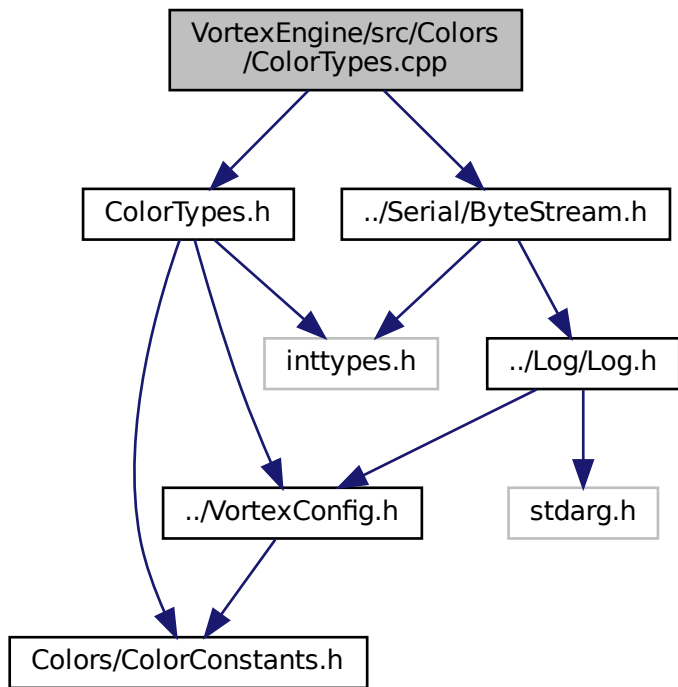 VortexEngine/src/Colors
/ColorTypes.cpp
ColorTypes.h
../Serial/ByteStream.h
inttypes.h
../Log/Log.h
../VortexConfig.h
stdarg.h
Colors/ColorConstants.h